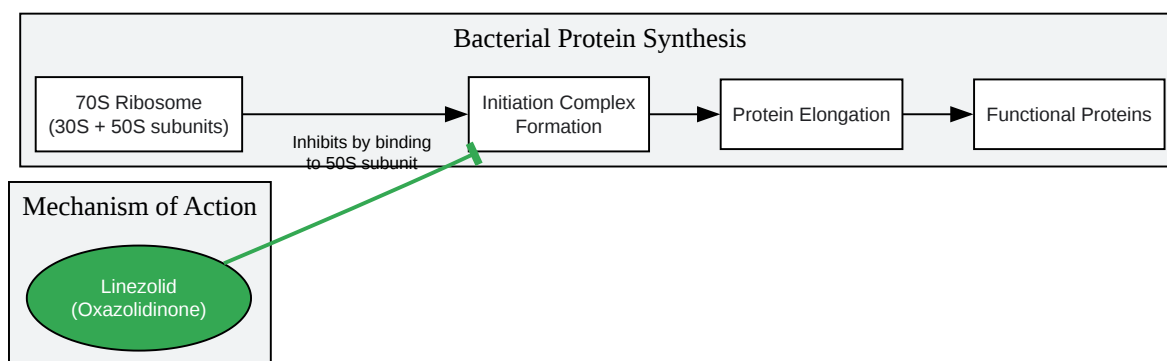 Bacterial Protein Synthesis
70S Ribosome
(30S + 50S subunits)
Initiation Complex
Formation
Protein Elongation
Functional Proteins
Inhibits by binding
to 50S subunit
Mechanism of Action
Linezolid
(Oxazolidinone)